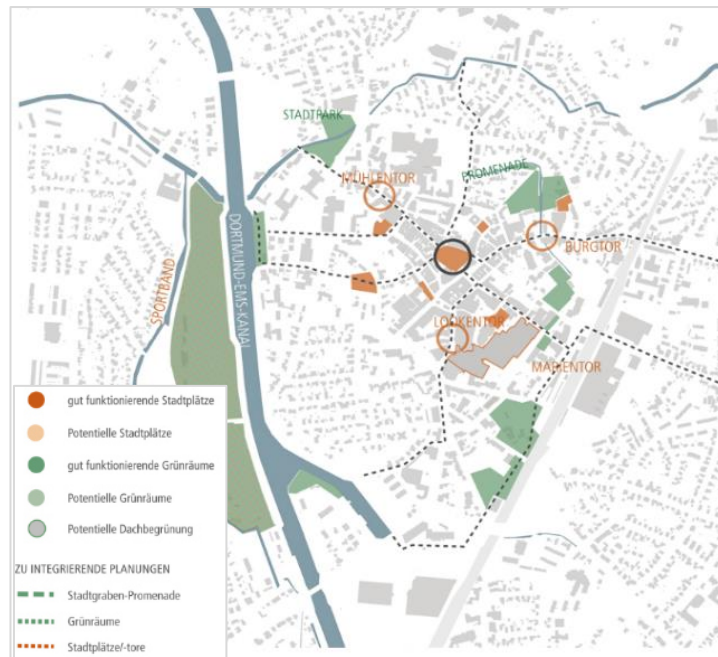 STADTPARK
MÜHLENTOR
PROMENADE
BURGTOR
DORTMUND-EMS-KANAL
SPORTBAND
LOOKENTOR
MARIENTOR
gut funktionierende Stadtplätze
Potentielle Stadtplätze
gut funktionierende Grünräume
Potentielle Grünräume
Potentielle Dachbegrünung
ZU INTEGRIERENDE PLANUNGEN
Stadtgraben-Promenade
Grünräume
Stadtplätze/-tore